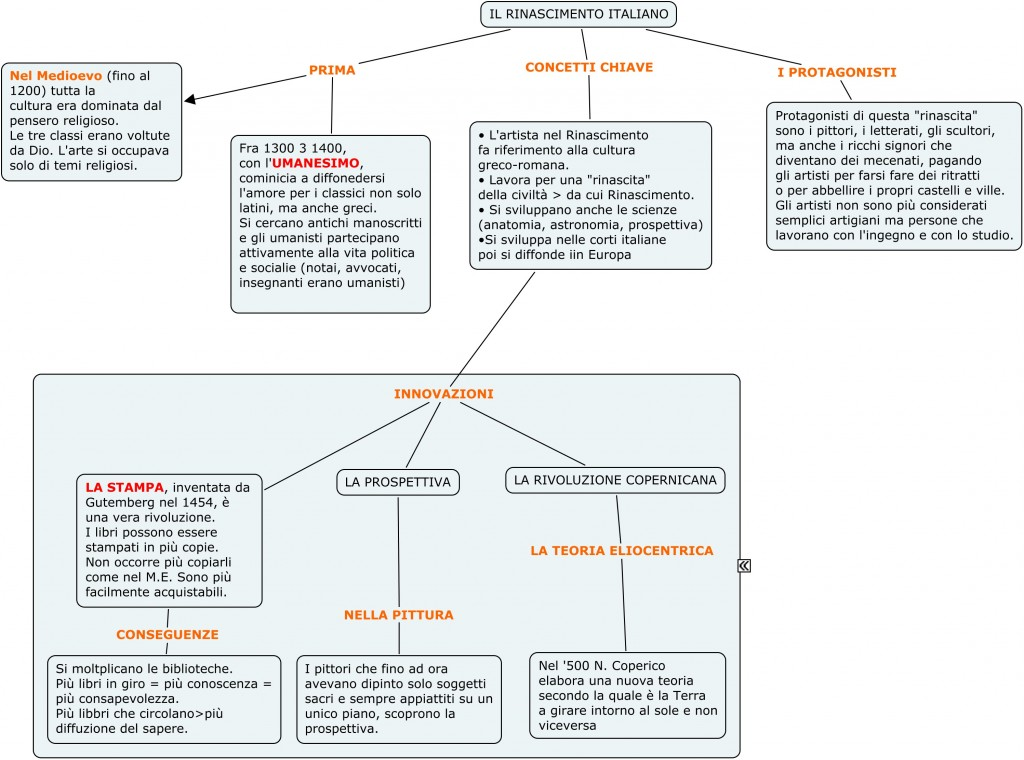 IL RINASCIMENTO ITALIANO
PRIMA
CONCETTI CHIAVE
I PROTAGONISTI
Nel Medioevo (fino al
1200) tutta la
cultura era dominata dal
pensero religioso.
Le tre classi erano voltute
da Dio. L'arte si occupava
solo di temi religiosi.
Fra 1300 3 1400,
con l'UMANESIMO,
cominicia a diffonedersi
l'amore per i classici non solo
latini, ma anche greci.
Si cercano antichi manoscritti
e gli umanisti partecipano
attivamente alla vita politica
e socialie (notai, avvocati,
insegnanti erano umanisti)
• L'artista nel Rinascimento
fa riferimento alla cultura
greco-romana.
• Lavora per una "rinascita"
della civiltà > da cui Rinascimento.
• Si sviluppano anche le scienze
(anatomia, astronomia, prospettiva)
•Si sviluppa nelle corti italiane
poi si diffonde iin Europa
Protagonisti di questa "rinascita"
sono i pittori, i letterati, gli scultori,
ma anche i ricchi signori che
diventano dei mecenati, pagando
gli artisti per farsi fare dei ritratti
o per abbellire i propri castelli e ville.
Gli artisti non sono più considerati
semplici artigiani ma persone che
lavorano con l'ingegno e con lo studio.
INNOVAZIONI
LA STAMPA, inventata da
Gutemberg nel 1454, è
una vera rivoluzione.
I libri possono essere
stampati in più copie.
Non occorre più copiarli
come nel M.E. Sono più
facilmente acquistabili.
LA PROSPETTIVA
LA RIVOLUZIONE COPERNICANA
LA TEORIA ELIOCENTRICA
NELLA PITTURA
CONSEGUENZE
Si moltplicano le biblioteche.
Più libri in giro = più conoscenza =
più consapevolezza.
Più libbri che circolano>più
diffuzione del sapere.
I pittori che fino ad ora
avevano dipinto solo soggetti
sacri e sempre appiattiti su un
unico piano, scoprono la
prospettiva.
Nel '500 N. Coperico
elabora una nuova teoria
secondo la quale è la Terra
a girare intorno al sole e non
viceversa